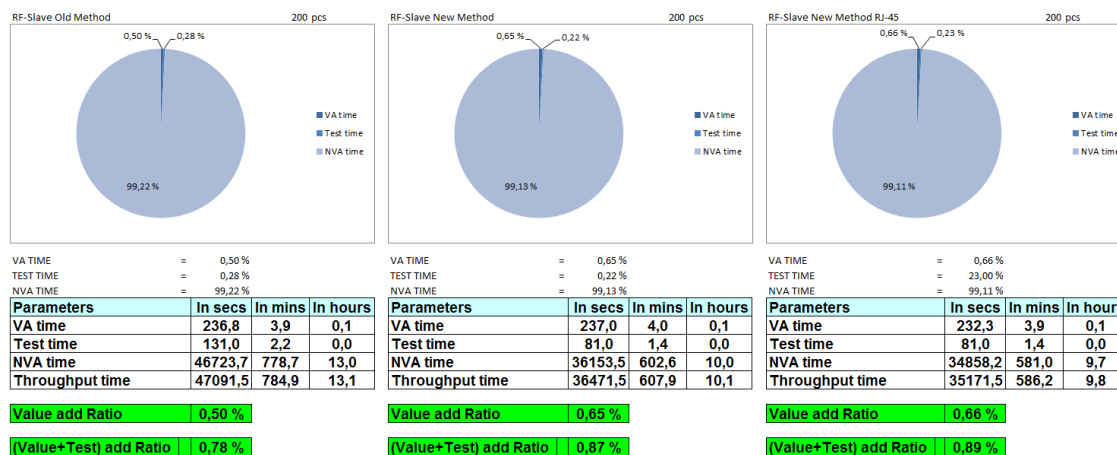 RF-Slave Old Method 200 pcs
0,50 % 0,28 %
VA time
Test time
NVA time
99,22 %
VA TIME = 0,50 %
TEST TIME = 0,28 %
NVA TIME = 99,22 %
Parameters In secs In mins In hours
VA time 236,8 3,9 0,1
Test time 131,0 2,2 0,0
NVA time 46723,7 778,7 13,0
Throughput time 47091,5 784,9 13,1
Value add Ratio 0,50 %
(Value+Test) add Ratio 0,78 %
RF-Slave New Method 200 pcs
0,65 % 0,22 %
VA time
Test time
NVA time
99,13 %
VA TIME = 0,65 %
TEST TIME = 0,22 %
NVA TIME = 99,13 %
Parameters In secs In mins In hours
VA time 237,0 4,0 0,1
Test time 81,0 1,4 0,0
NVA time 36153,5 602,6 10,0
Throughput time 36471,5 607,9 10,1
Value add Ratio 0,65 %
(Value+Test) add Ratio 0,87 %
RF-Slave New Method RJ-45 200 pcs
0,66 % 0,23 %
VA time
Test time
NVA time
99,11 %
VA TIME = 0,66 %
TEST TIME = 23,00 %
NVA TIME = 99,11 %
Parameters In secs In mins In hours
VA time 232,3 3,9 0,1
Test time 81,0 1,4 0,0
NVA time 34858,2 581,0 9,7
Throughput time 35171,5 586,2 9,8
Value add Ratio 0,66 %
(Value+Test) add Ratio 0,89 %